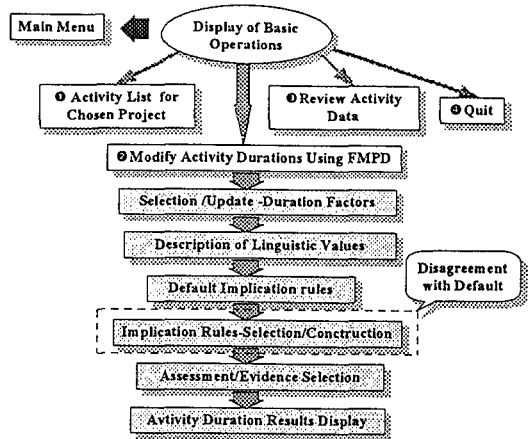 Main Menu
Display of Basic
Operations
❶ Activity List for
Chosen Project
❸ Review Activity
Data
❹ Quit
❷ Modify Activity Durations Using FMPD
Selection /Update -Duration Factors
Description of Linguistic Values
Disagreement
with Default
Default Implication rules
Implication Rules-Selection/Conctruction
Assessment/Evidence Selection
Avtivity Duration Results Display